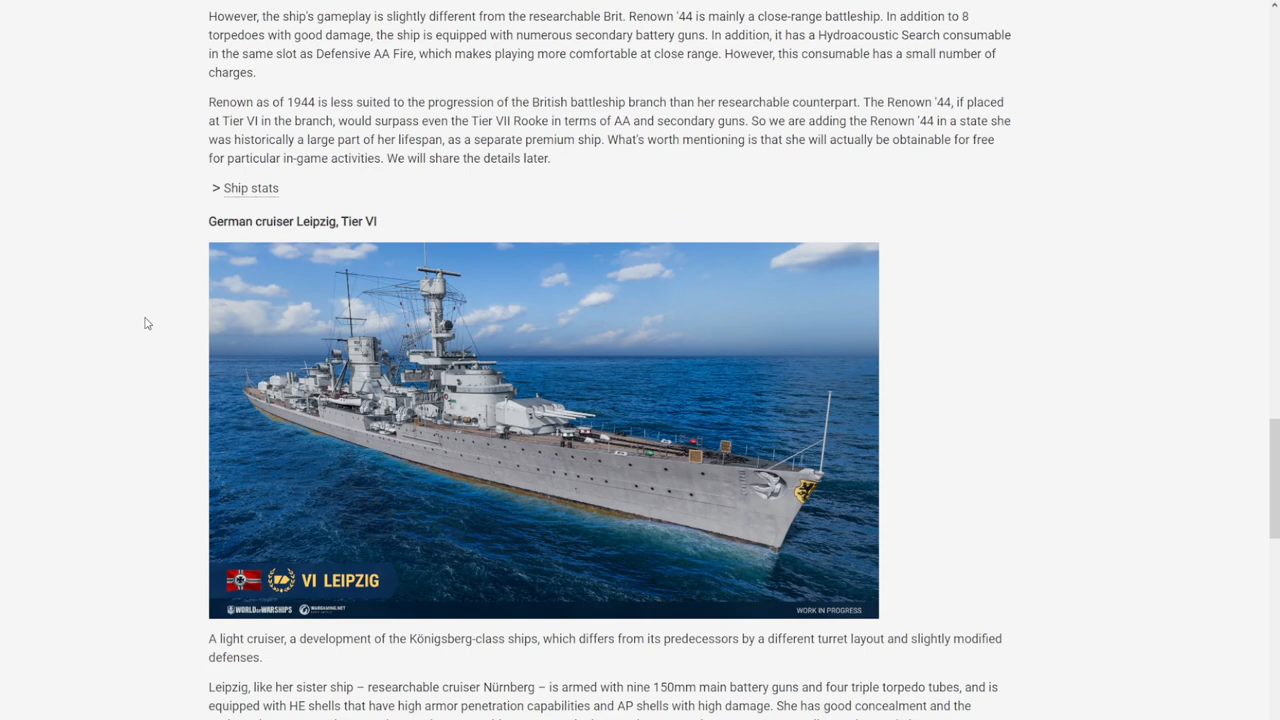 However, the ship's gameplay is slightly different from the researchable Brit. Renown '44 is mainly a close-range battleship. In addition to 8
torpedoes with good damage, the ship is equipped with numerous secondary battery guns. In addition, it has a Hydroacoustic Search consumable
in the same slot as Defensive AA Fire, which makes playing more comfortable at close range. However, this consumable has a small number of
charges.
Renown as of 1944 is less suited to the progression of the British battleship branch than her researchable counterpart. The Renown '44, if placed
at Tier VI in the branch, would surpass even the Tier VII Rooke in terms of AA and secondary guns. So we are adding the Renown '44 in a state she
was historically a large part of her lifespan, as a separate premium ship. What's worth mentioning is that she will actually be obtainable for free
for particular in-game activities. We will share the details later.
> Ship stats
German cruiser Leipzig, Tier VI
VI LEIPZIG
WORLD OF WARSHIPS WARGAMING.NET WORK IN PROGRESS
A light cruiser, a development of the Königsberg-class ships, which differs from its predecessors by a different turret layout and slightly modified
defenses.
Leipzig, like her sister ship – researchable cruiser Nürnberg – is armed with nine 150mm main battery guns and four triple torpedo tubes, and is
equipped with HE shells that have high armor penetration capabilities and AP shells with high damage. She has good concealment and the